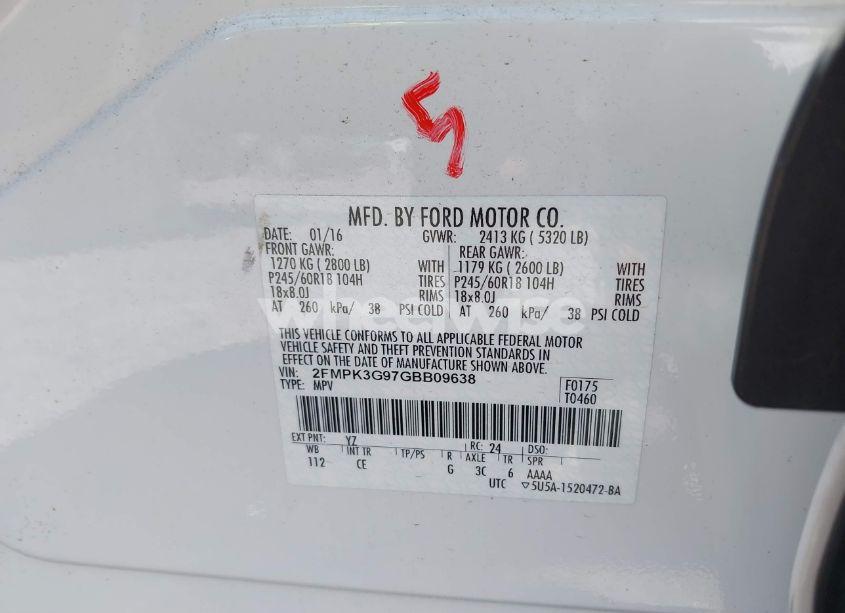 5
MFD. BY FORD MOTOR CO.
DATE: 01/16 GVWR: 2413 KG ( 5320 LB)
FRONT GAWR: REAR GAWR:
1270 KG ( 2800 LB) WITH 1179 KG ( 2600 LB) WITH
P245/60R18 104H TIRES P245/60R18 104H TIRES
18x8.0J RIMS 18x8.0J RIMS
AT 260 kPa/ 38 PSI COLD AT 260 kPa/ 38 PSI COLD
wheelwise
THIS VEHICLE CONFORMS TO ALL APPLICABLE FEDERAL MOTOR
VEHICLE SAFETY AND THEFT PREVENTION STANDARDS IN
EFFECT ON THE DATE OF MANUFACTURE SHOWN ABOVE.
VIN: 2FMPK3G97GBB09638 F0175
TYPE: MPV T0460
EXT PNT: YZ RC: 24 DSO:
WB INT TR TP/PS R AXLE TR SPR
112 CE G 3C 6 AAAA
UTC ▽5U5A-1520472-BA